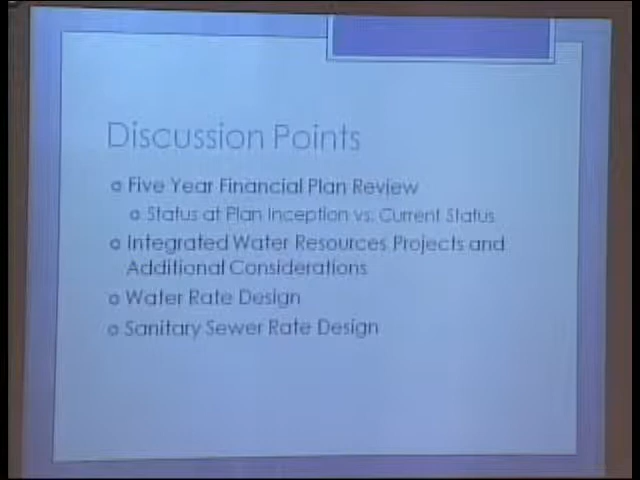 Discussion Points
Five Year Financial Plan Review
Status at Plan Inception vs. Current Status
Integrated Water Resources Projects and
Additional Considerations
Water Rate Design
Sanitary Sewer Rate Design